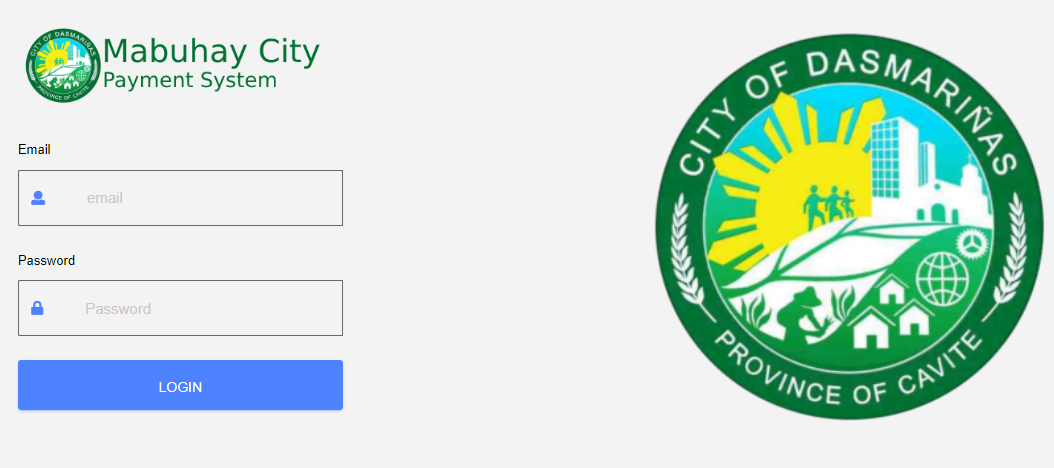 CITY OF DASMARIÑAS
PROVINCE OF CAVITE
Mabuhay City
Payment System
Email
email
Password
Password
LOGIN
CITY OF DASMARIÑAS
PROVINCE OF CAVITE